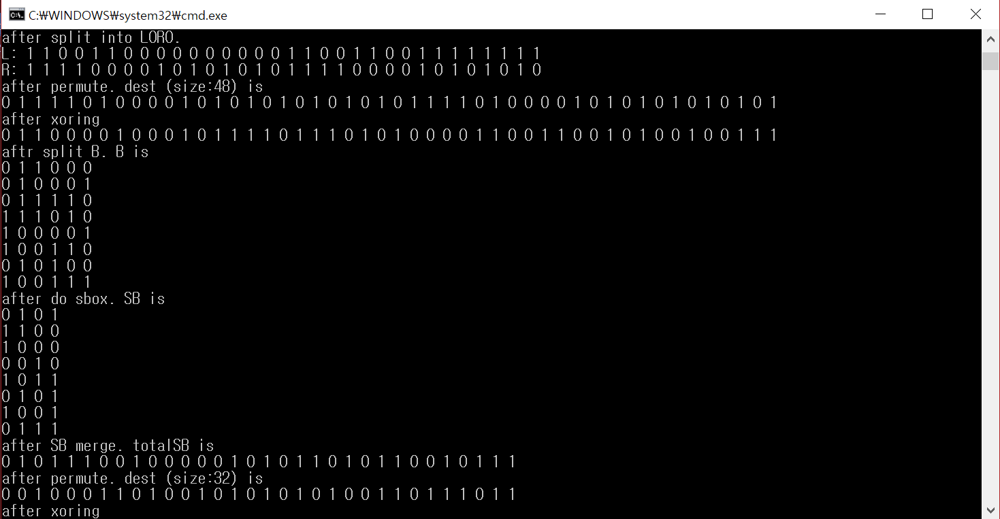 C:₩WINDOWS₩system32₩cmd.exe
after split into LORO.
L: 1 1 0 0 1 1 0 0 0 0 0 0 0 0 0 0 1 1 0 0 1 1 0 0 1 1 1 1 1 1 1 1
R: 1 1 1 1 0 0 0 0 1 0 1 0 1 0 1 0 1 1 1 1 0 0 0 0 1 0 1 0 1 0 1 0
after permute. dest (size:48) is
0 1 1 1 1 0 1 0 0 0 0 1 0 1 0 1 0 1 0 1 0 1 0 1 0 1 1 1 1 0 1 0 0 0 0 1 0 1 0 1 0 1 0 1 0 1 0 1
after xoring
0 1 1 0 0 0 0 1 0 0 0 1 0 1 1 1 1 0 1 1 1 0 1 0 1 0 0 0 0 1 1 0 0 1 1 0 0 1 0 1 0 0 1 0 0 1 1 1
aftr split B. B is
0 1 1 0 0 0
0 1 0 0 0 1
0 1 1 1 1 0
1 1 1 0 1 0
1 0 0 0 0 1
1 0 0 1 1 0
0 1 0 1 0 0
1 0 0 1 1 1
after do sbox. SB is
0 1 0 1
1 1 0 0
1 0 0 0
0 0 1 0
1 0 1 1
0 1 0 1
1 0 0 1
0 1 1 1
after SB merge. totalSB is
0 1 0 1 1 1 0 0 1 0 0 0 0 0 1 0 1 0 1 1 0 1 0 1 1 0 0 1 0 1 1 1
after permute. dest (size:32) is
0 0 1 0 0 0 1 1 0 1 0 0 1 0 1 0 1 0 1 0 1 0 0 1 1 0 1 1 1 0 1 1
after xoring